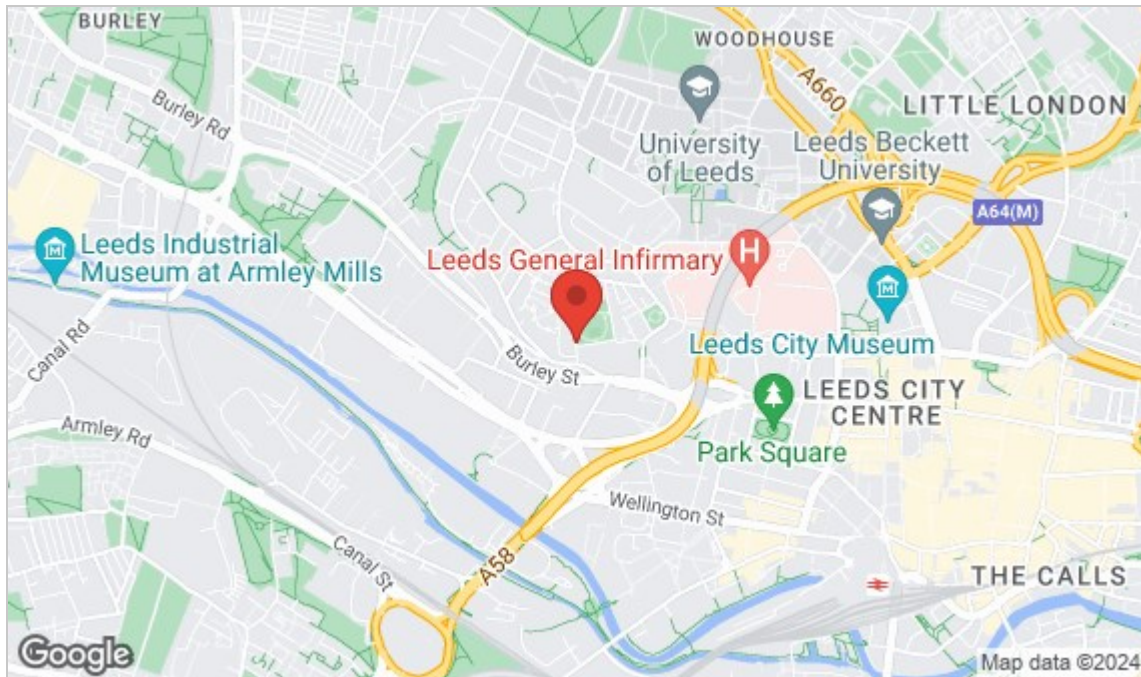 BURLEY
WOODHOUSE
A660
LITTLE LONDON
Burley Rd
University
of Leeds
Leeds Beckett
University
A64(M)
Leeds Industrial
Museum at Armley Mills
Leeds General Infirmary
H
Canal Rd
Leeds City Museum
Burley St
LEEDS CITY
CENTRE
Armley Rd
Park Square
Wellington St
Canal St
A58
THE CALLS
Google
Map data ©2024